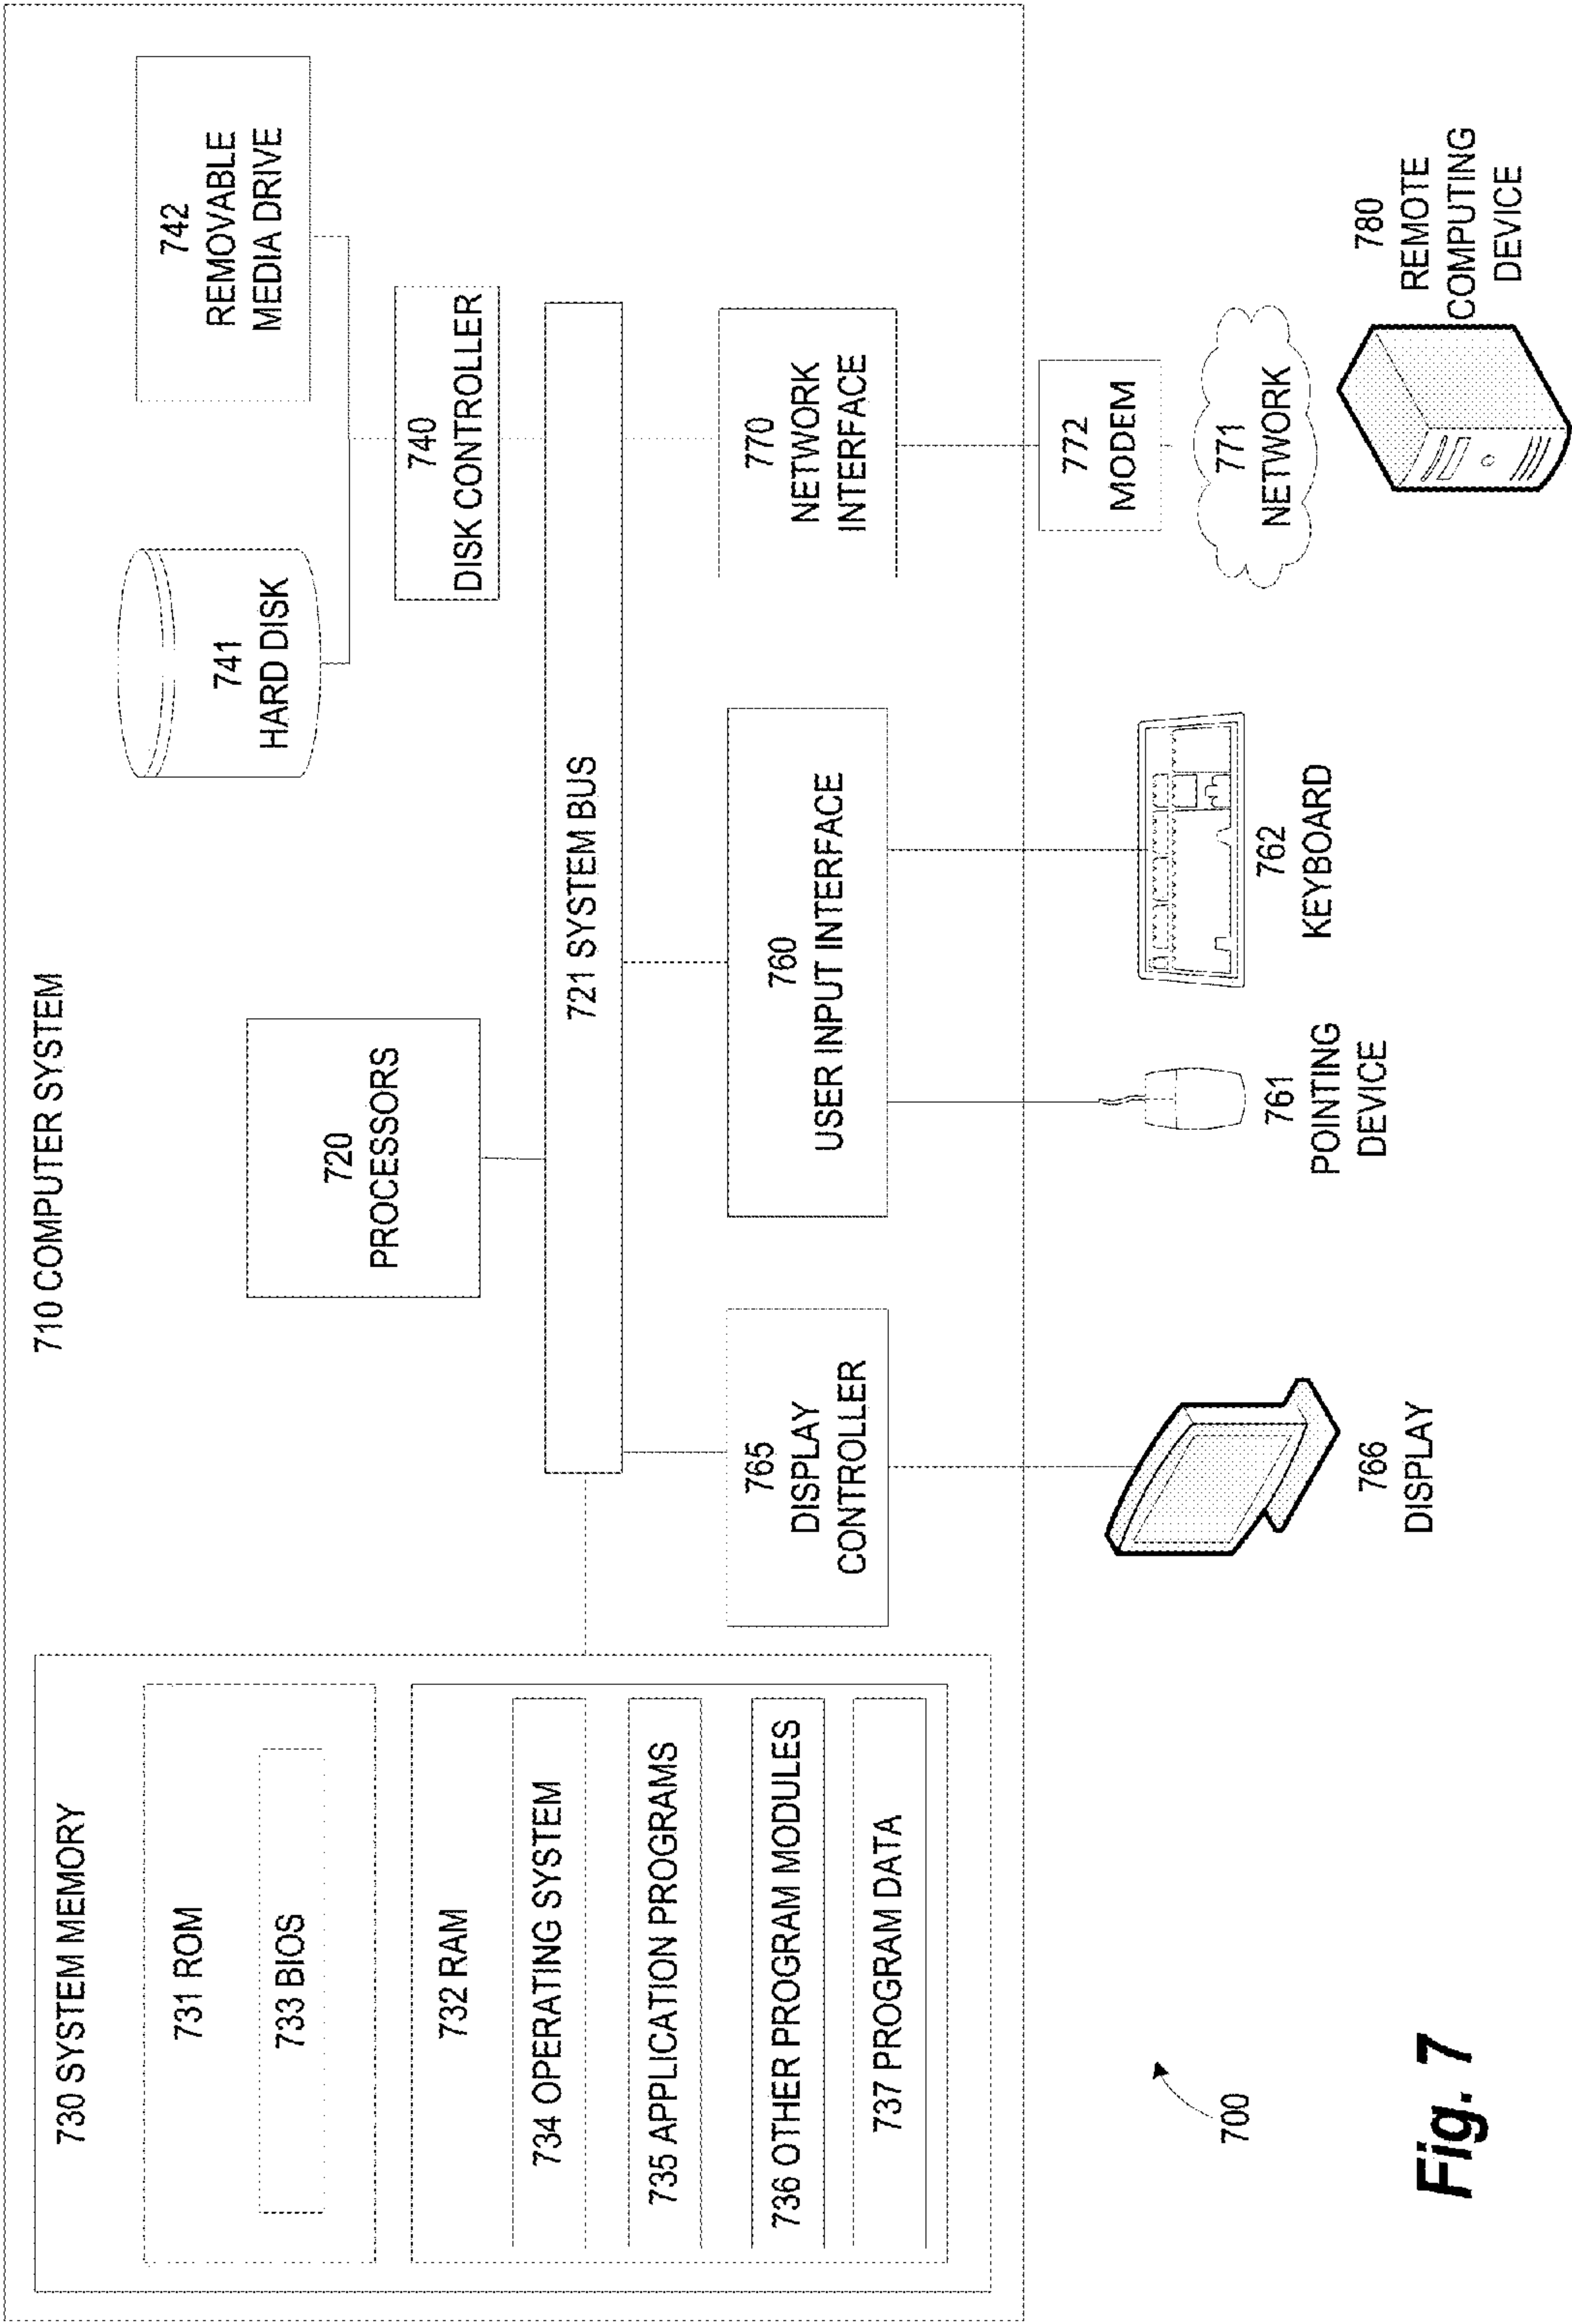 710 COMPUTER SYSTEM
730 SYSTEM MEMORY
731 ROM
733 BIOS
732 RAM
734 OPERATING SYSTEM
735 APPLICATION PROGRAMS
736 OTHER PROGRAM MODULES
737 PROGRAM DATA
720
PROCESSORS
741
HARD DISK
742
REMOVABLE
MEDIA DRIVE
740
DISK CONTROLLER
721 SYSTEM BUS
765
DISPLAY
CONTROLLER
760
USER INPUT INTERFACE
770
NETWORK
INTERFACE
772
MODEM
771
NETWORK
766
DISPLAY
761
POINTING
DEVICE
762
KEYBOARD
780
REMOTE
COMPUTING
DEVICE
700
Fig. 7